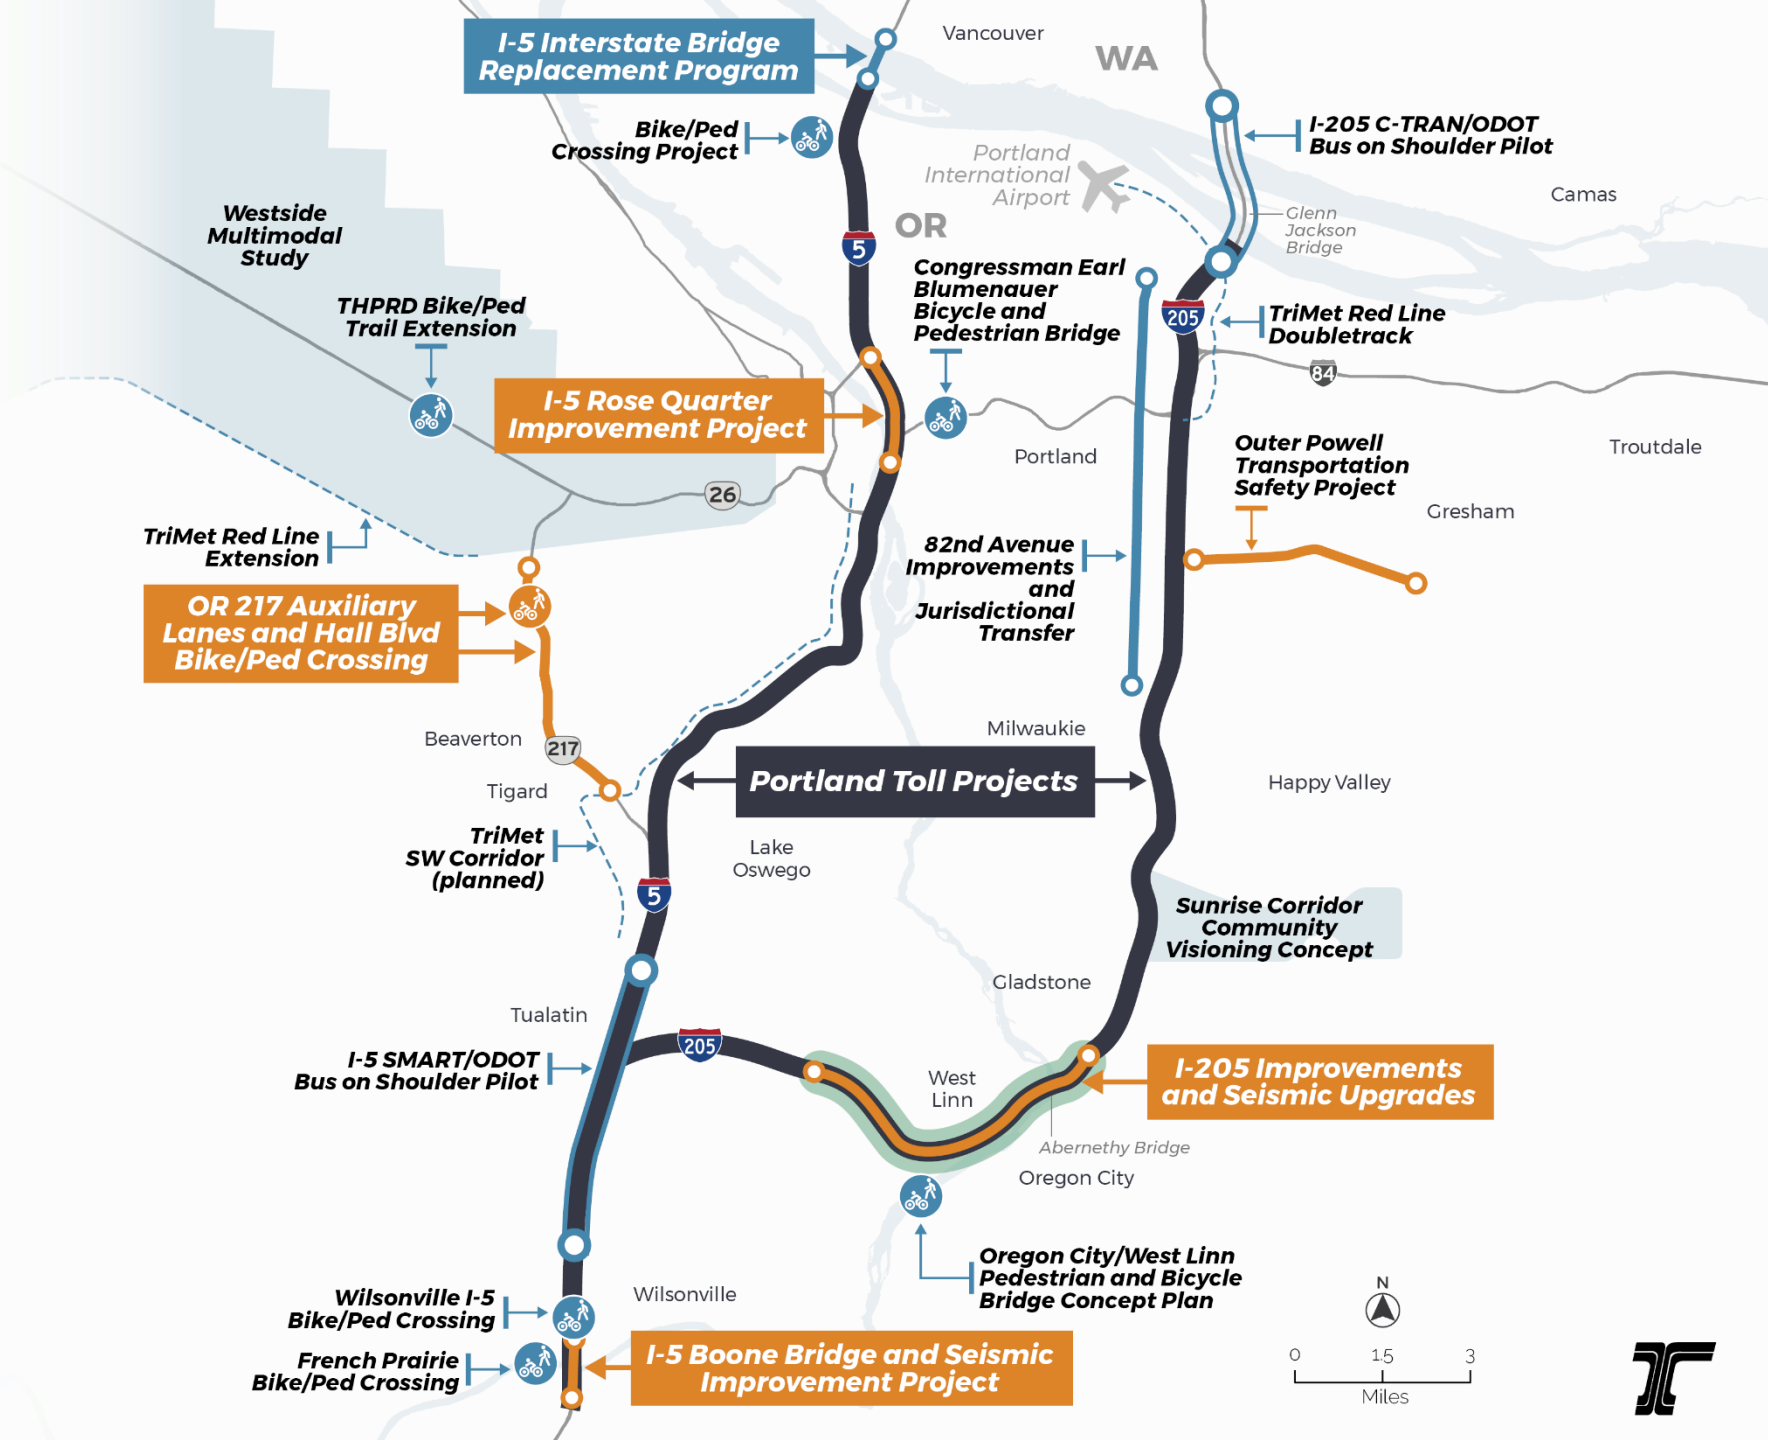 I-5 Interstate Bridge
Replacement Program
Vancouver
WA
Bike/Ped
Crossing Project
I-205 C-TRAN/ODOT
Bus on Shoulder Pilot
Portland
International
Airport
Camas
Westside
Multimodal
Study
OR
5
Glenn
Jackson
Bridge
Congressman Earl
Blumenauer
Bicycle and
Pedestrian Bridge
THPRD Bike/Ped
Trail Extension
205
TriMet Red Line
Doubletrack
84
I-5 Rose Quarter
Improvement Project
Portland
Outer Powell
Transportation
Safety Project
Troutdale
26
Gresham
TriMet Red Line
Extension
82nd Avenue
Improvements
and
Jurisdictional
Transfer
OR 217 Auxiliary
Lanes and Hall Blvd
Bike/Ped Crossing
Beaverton
217
Milwaukie
Tigard
Portland Toll Projects
Happy Valley
TriMet
SW Corridor
(planned)
Lake
Oswego
5
Sunrise Corridor
Community
Visioning Concept
Gladstone
Tualatin
205
I-5 SMART/ODOT
Bus on Shoulder Pilot
West
Linn
I-205 Improvements
and Seismic Upgrades
Abernethy Bridge
Oregon City
Oregon City/West Linn
Pedestrian and Bicycle
Bridge Concept Plan
Wilsonville I-5
Bike/Ped Crossing
Wilsonville
French Prairie
Bike/Ped Crossing
I-5 Boone Bridge and Seismic
Improvement Project
N
0 1.5 3
Miles